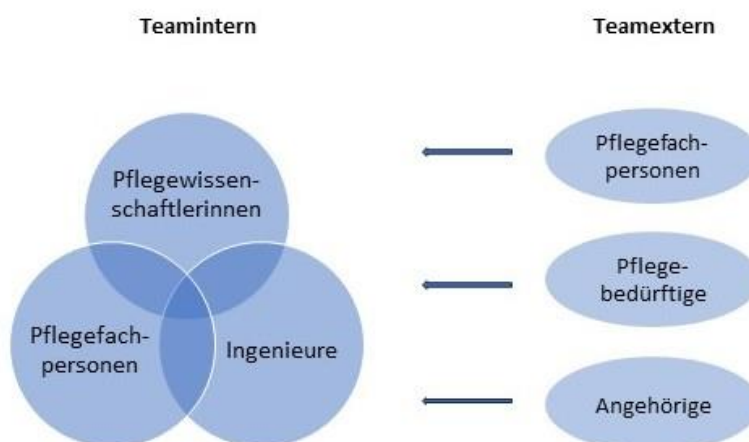 Teamintern
Teamextern
Pflegewissen-
schaftlerinnen
Pflegefach-
personen
Ingenieure
Pflegefach-
personen
Pflege-
bedürftige
Angehörige